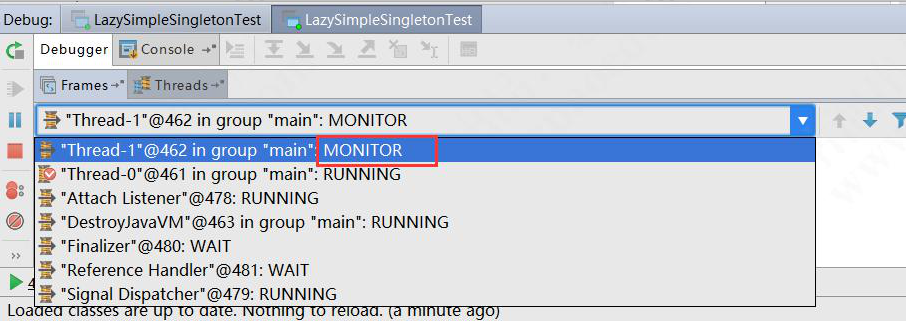 Debug: LazySimpleSingletonTest LazySimpleSingletonTest
Debugger Console
Frames Threads
"Thread-1"@462 in group "main": MONITOR
"Thread-1"@462 in group "main": MONITOR
"Thread-0"@461 in group "main": RUNNING
"Attach Listener"@478: RUNNING
"DestroyJavaVM"@463 in group "main": RUNNING
"Finalizer"@480: WAIT
"Reference Handler"@481: WAIT
"Signal Dispatcher"@479: RUNNING
Loaded classes are up to date. Nothing to reload. (a minute ago)